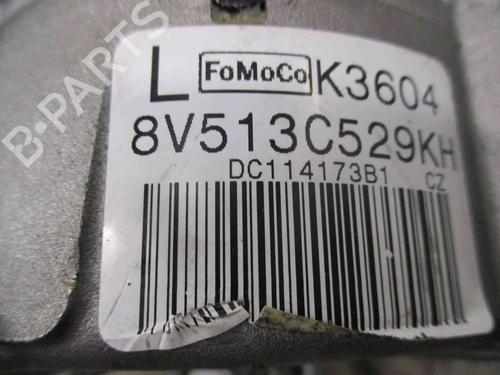 L FoMoCo K3604
8V513C529KH
DC114173B1 CZ
B-PARTS